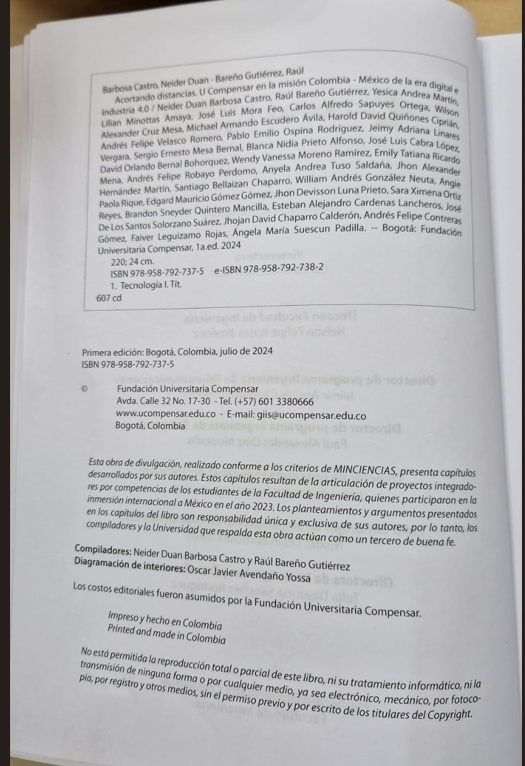 Barbosa Castro, Neider Duan - Bareño Gutiérrez, Raúl
Acortando distancias. U Compensar en la misión Colombia - México de la era digital e
industria 4.0 / Neider Duan Barbosa Castro, Raúl Bareño Gutiérrez, Yesica Andrea Martin,
Lilian Minottas Amaya, José Luis Mora Feo, Carlos Alfredo Sapuyes Ortega, Wilson
Alexander Cruz Mesa, Michael Armando Escudero Ávila, Harold David Quiñones Ciprián,
Andrés Felipe Velasco Romero, Pablo Emilio Ospina Rodriguez, Jeimy Adriana Linares
Vergara, Sergio Ernesto Mesa Bernal, Blanca Nidia Prieto Alfonso, José Luis Cabra López,
David Orlando Bernal Bohorquez, Wendy Vanessa Moreno Ramírez, Emily Tatiana Ricardo
Mena, Andrés Felipe Robayo Perdomo, Anyela Andrea Tuso Saldaña, Jhon Alexander
Hernández Martin, Santiago Bellaizan Chaparro, William Andrés González Neuta, Angie
Paola Rique, Edgard Mauricio Gómez Gómez, Jhon Devisson Luna Prieto, Sara Ximena Ortiz
Reyes, Brandon Sneyder Quintero Mancilla, Esteban Alejandro Cardenas Lancheros, José
De Los Santos Solorzano Suárez, Jhojan David Chaparro Calderón, Andrés Felipe Contreras
Gómez, Faiver Leguizamo Rojas, Ángela María Suescun Padilla. -- Bogotá: Fundación
Universitaria Compensar, 1a.ed. 2024
220; 24 cm.
ISBN 978-958-792-737-5 e-ISBN 978-958-792-738-2
1. Tecnología I. Tit.
607 cd
Primera edición: Bogotá, Colombia, julio de 2024
ISBN 978-958-792-737-5
© Fundación Universitaria Compensar
Avda. Calle 32 No. 17-30 - Tel. (+57) 601 3380666
www.ucompensar.edu.co - E-mail: giis@ucompensar.edu.co
Bogotá, Colombia
Esta obra de divulgación, realizado conforme a los criterios de MINCIENCIAS, presenta capítulos
desarrollados por sus autores. Estos capítulos resultan de la articulación de proyectos integrado-
res por competencias de los estudiantes de la Facultad de Ingeniería, quienes participaron en la
inmersión internacional a México en el año 2023. Los planteamientos y argumentos presentados
en los capítulos del libro son responsabilidad única y exclusiva de sus autores, por lo tanto, los
compiladores y la Universidad que respalda esta obra actúan como un tercero de buena fe.
Compiladores: Neider Duan Barbosa Castro y Raúl Bareño Gutiérrez
Diagramación de interiores: Oscar Javier Avendaño Yossa
Los costos editoriales fueron asumidos por la Fundación Universitaria Compensar.
Impreso y hecho en Colombia
Printed and made in Colombia
No está permitida la reproducción total o parcial de este libro, ni su tratamiento informático, ni la
transmisión de ninguna forma o por cualquier medio, ya sea electrónico, mecánico, por fotoco-
pia, por registro y otros medios, sin el permiso previo y por escrito de los titulares del Copyright.